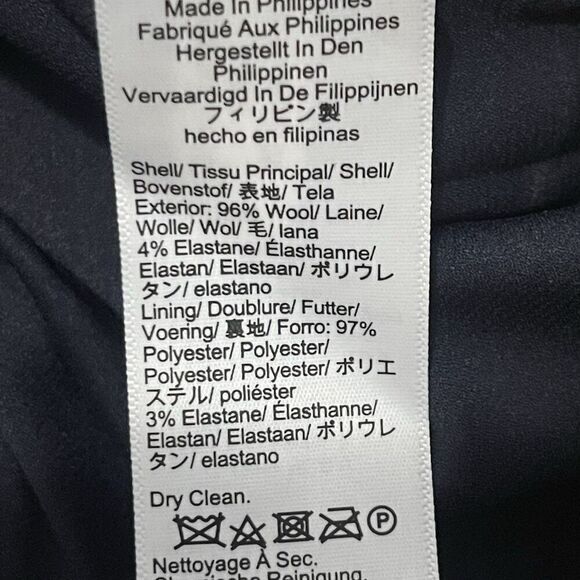 Made In Philippines
Fabriqué Aux Philippines
Hergestellt In Den
Philippinen
Vervaardigd In De Filippijnen
フィリピン製
hecho en filipinas
Shell/ Tissu Principal/ Shell/
Bovenstof/ 表地/ Tela
Exterior: 96% Wool/ Laine/
Wolle/ Wol/ 毛/ lana
4% Elastane/ Élasthanne/
Elastan/ Elastaan/ ポリウレ
タン/ elastano
Lining/ Doublure/ Futter/
Voering/ 裏地/ Forro: 97%
Polyester/ Polyester/
Polyester/ Polyester/ ポリエ
ステル/ poliéster
3% Elastane/ Élasthanne/
Elastan/ Elastaan/ ポリウレ
タン/ elastano
Dry Clean.
P
Nettoyage À Sec.
Chemische Reinigung.